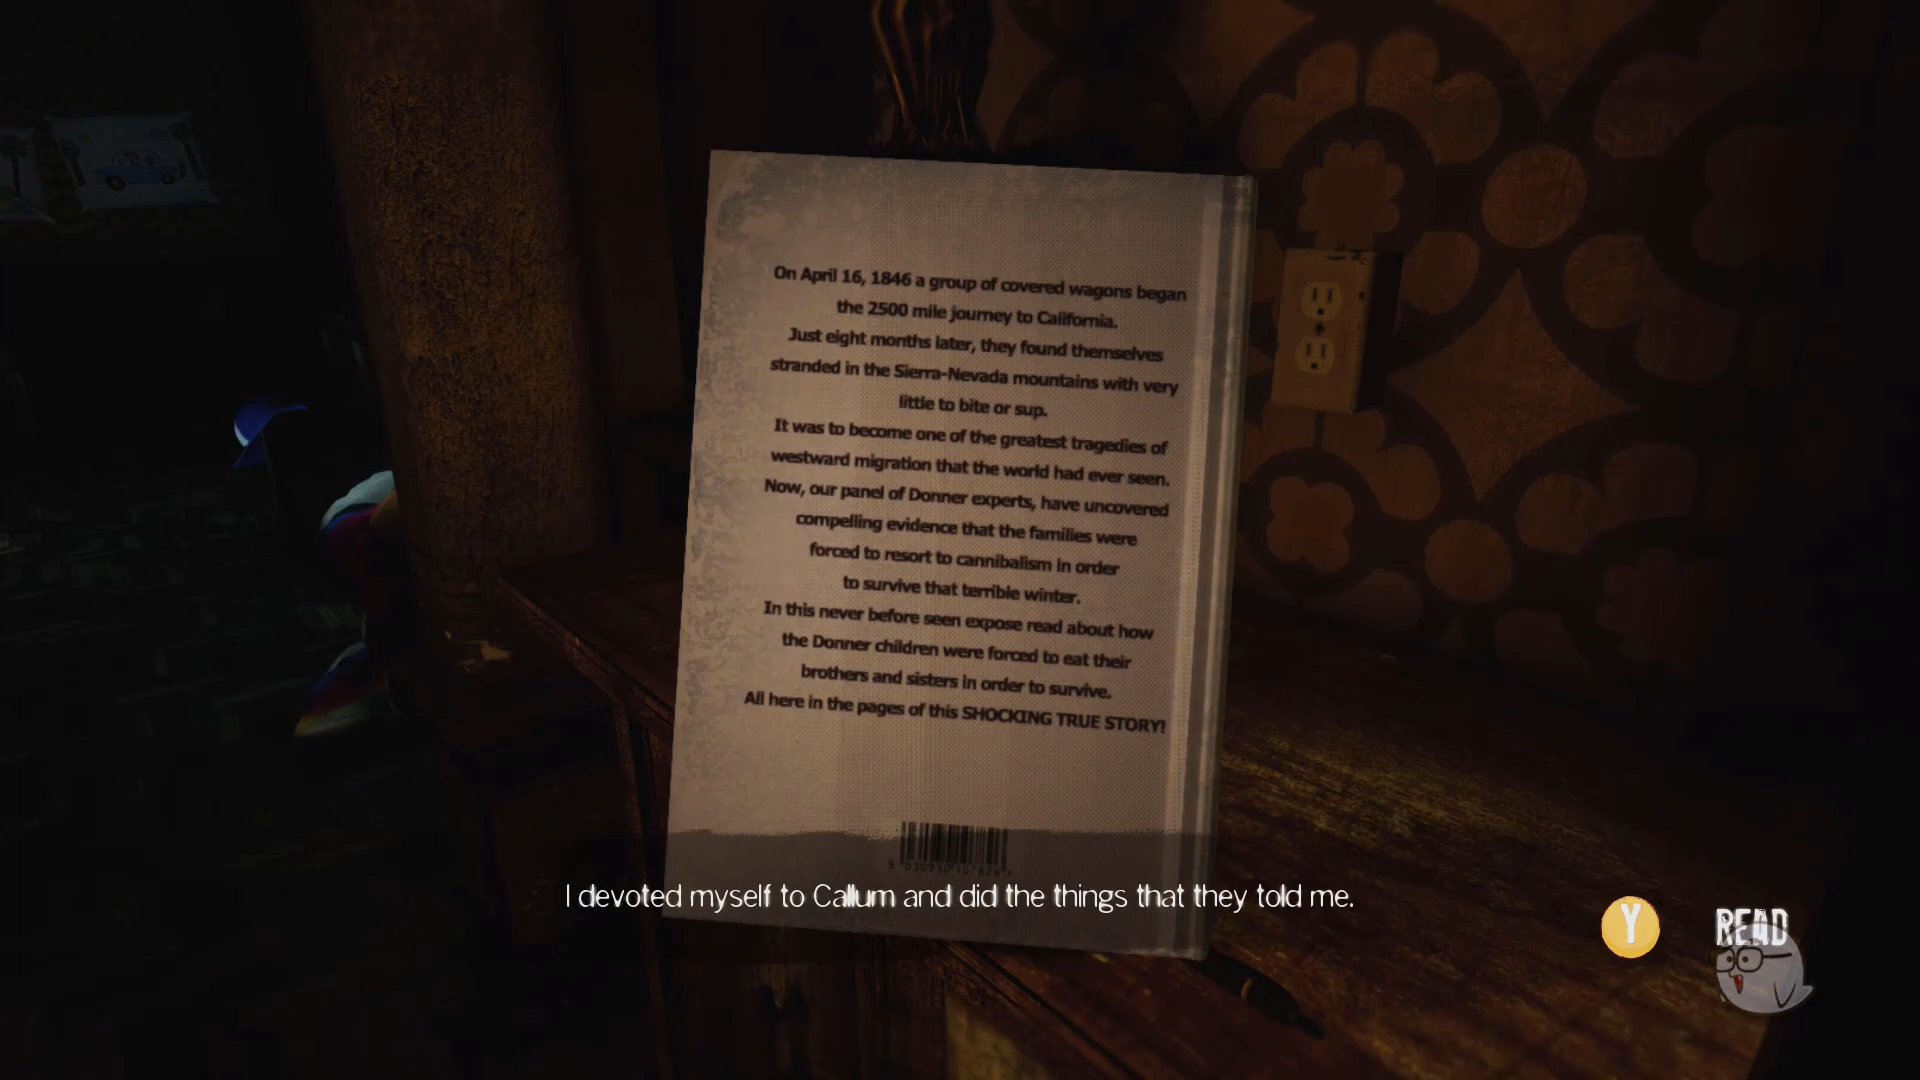 On April 16, 1846 a group of covered wagons began
the 2500 mile journey to California.
Just eight months later, they found themselves
stranded in the Sierra-Nevada mountains with very
little to bite or sup.
It was to become one of the greatest tragedies of
westward migration that the world had ever seen.
Now, our panel of Donner experts, have uncovered
compelling evidence that the families were
forced to resort to cannibalism in order
to survive that terrible winter.
In this never before seen expose read about how
the Donner children were forced to eat their
brothers and sisters in order to survive.
All here in the pages of this SHOCKING TRUE STORY!
I devoted myself to Callum and did the things that they told me.
Y READ